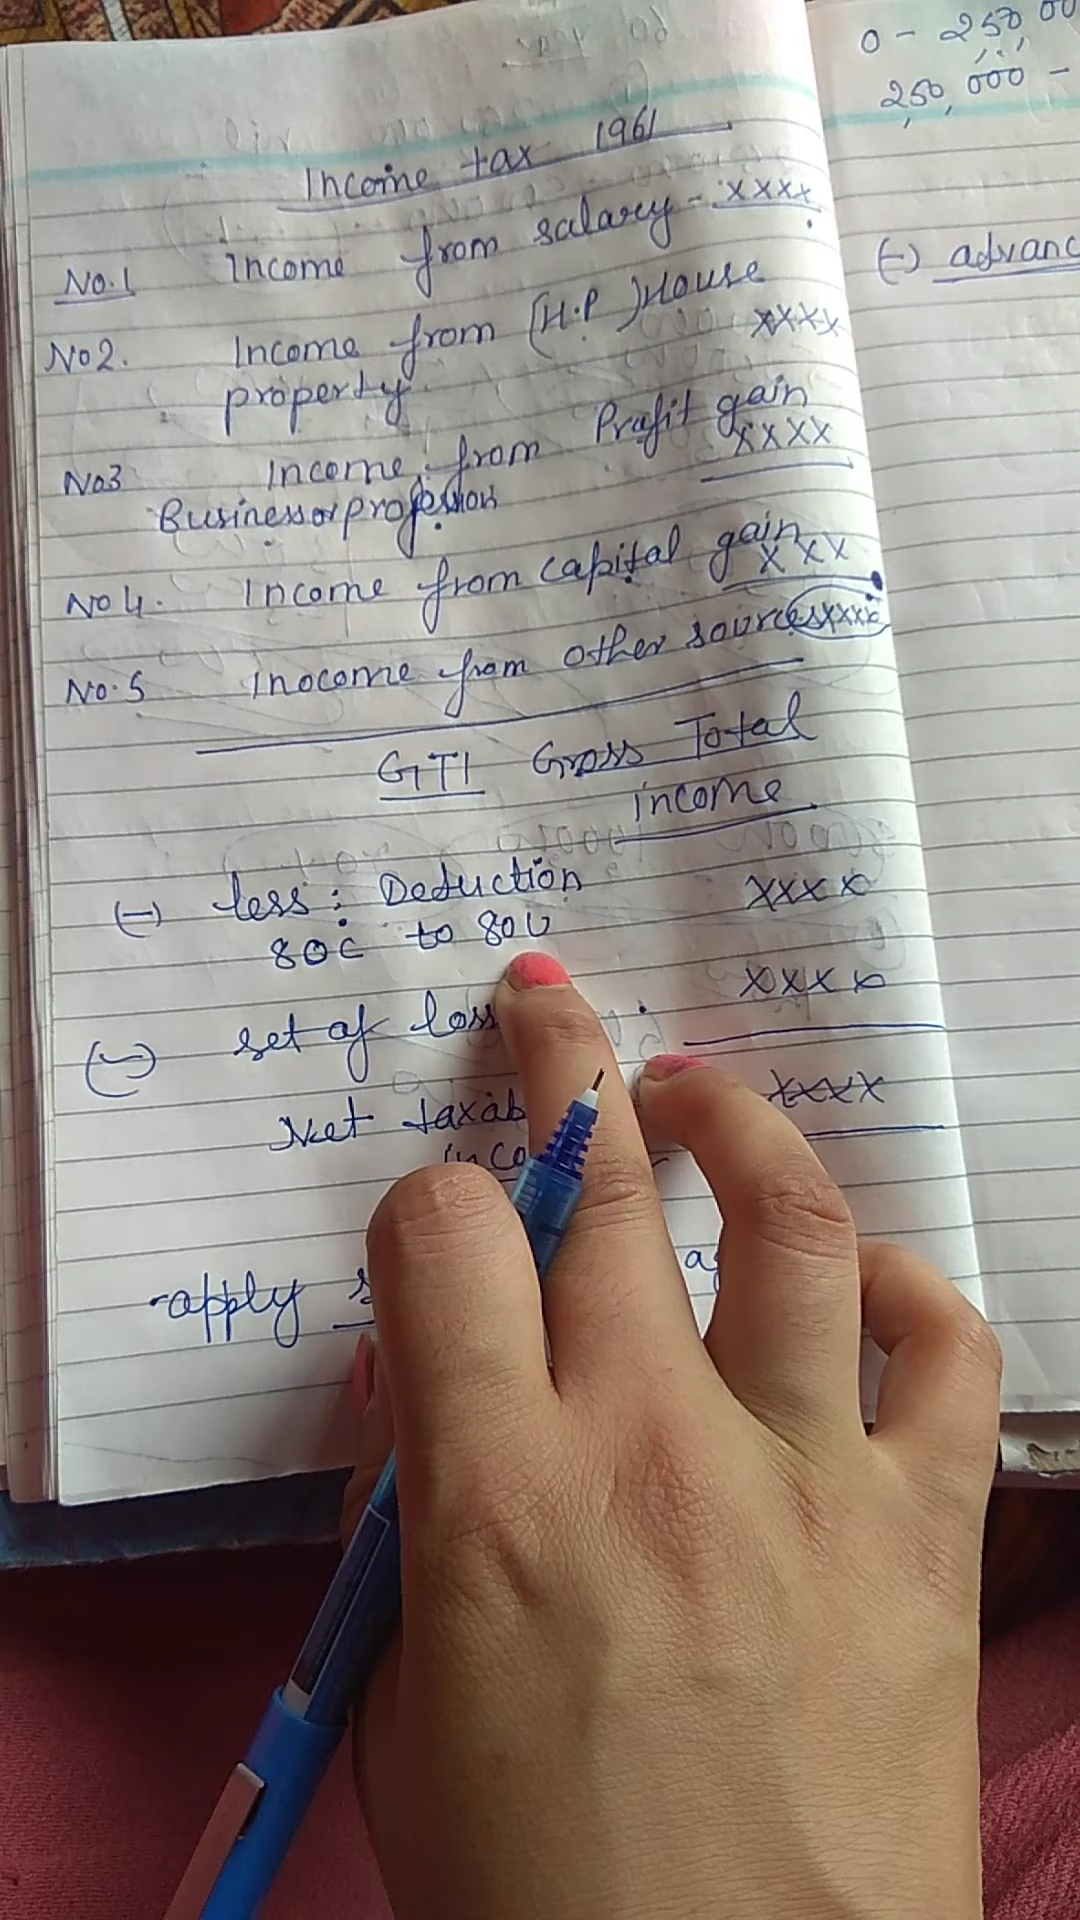 Income tax 1961
No.1 Income from salary - xxxx
No2. Income from (H.P) House
property xxxx
No3 Income from Profit gain
Business or profession xxxx
No 4. Income from capital gain
xxx
No.5 Inocome from other sources xxxx
GTI Gross Total
income
(-) less : Deduction xxxx
80C to 80U
(-) set of loss xxxx
Net taxab xxxx
inco
apply
0 - 250,00
250,000 -
(-) advanc